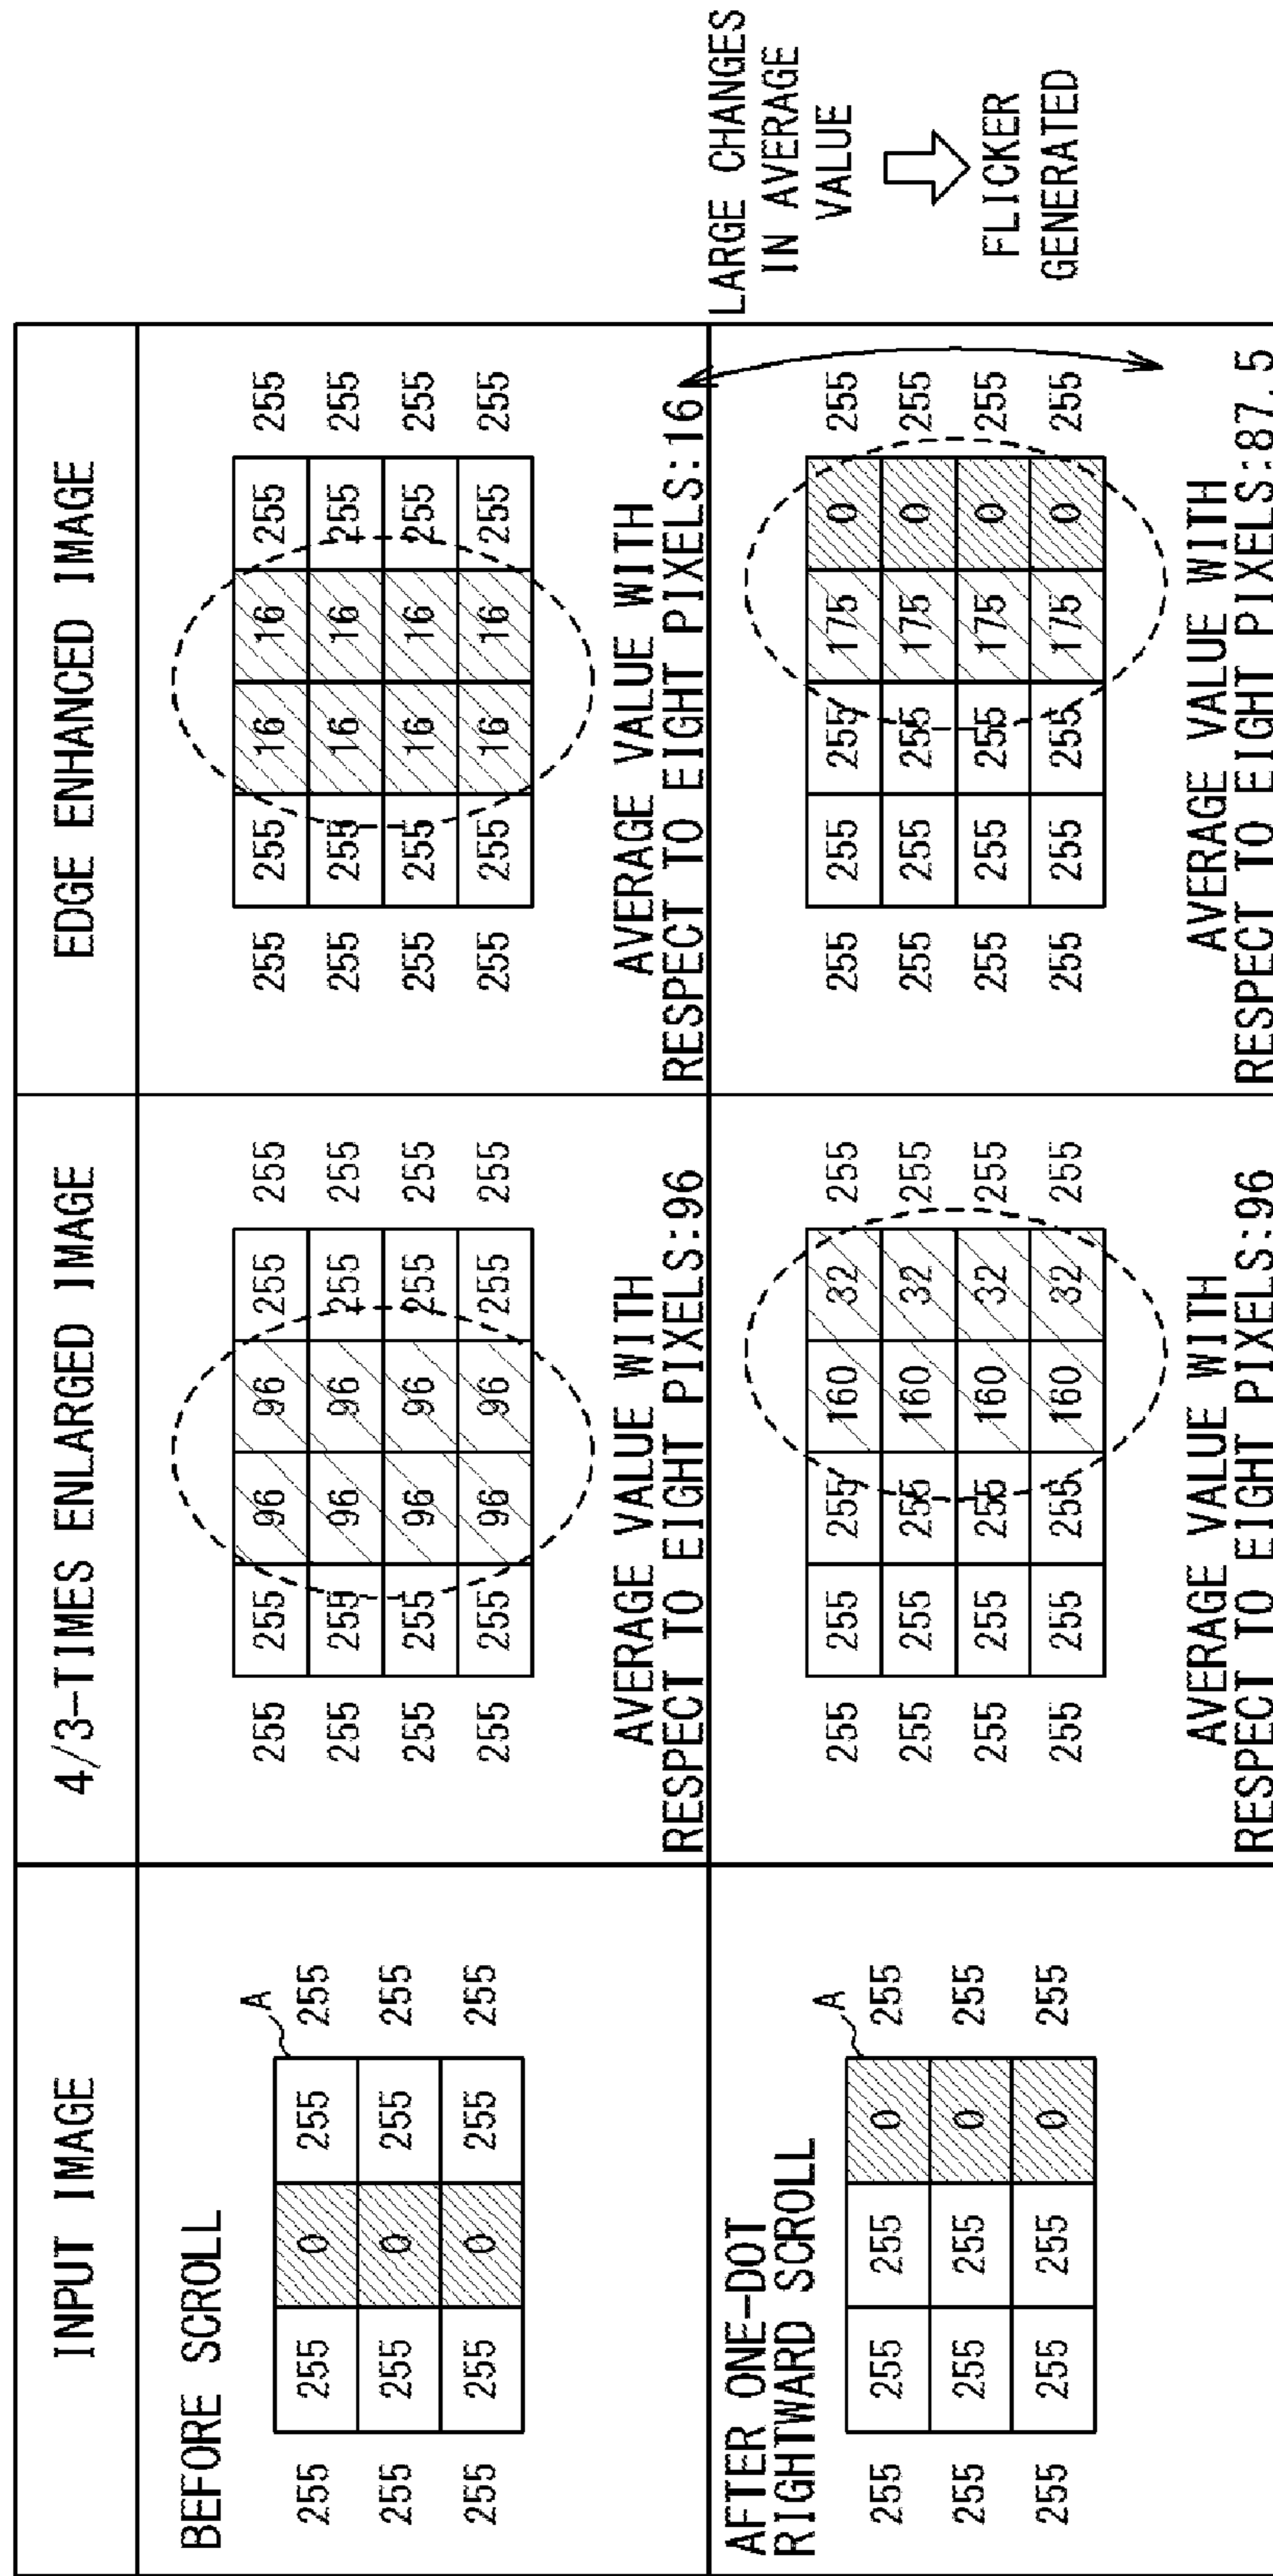 INPUT IMAGE
4/3-TIMES ENLARGED IMAGE
EDGE ENHANCED IMAGE
BEFORE SCROLL
A
255 255 0 255 255
255 255 0 255 255
255 255 0 255 255
255 255 96 96 255 255
255 255 96 96 255 255
255 255 96 96 255 255
255 255 96 96 255 255
AVERAGE VALUE WITH
RESPECT TO EIGHT PIXELS:96
255 255 16 16 255 255
255 255 16 16 255 255
255 255 16 16 255 255
255 255 16 16 255 255
AVERAGE VALUE WITH
RESPECT TO EIGHT PIXELS:16
AFTER ONE-DOT
RIGHTWARD SCROLL
A
255 255 255 0 255
255 255 255 0 255
255 255 255 0 255
255 255 255 160 32 255
255 255 255 160 32 255
255 255 255 160 32 255
255 255 255 160 32 255
AVERAGE VALUE WITH
RESPECT TO EIGHT PIXELS:96
255 255 255 175 0 255
255 255 255 175 0 255
255 255 255 175 0 255
255 255 255 175 0 255
AVERAGE VALUE WITH
RESPECT TO EIGHT PIXELS:87.5
LARGE CHANGES
IN AVERAGE
VALUE
FLICKER
GENERATED